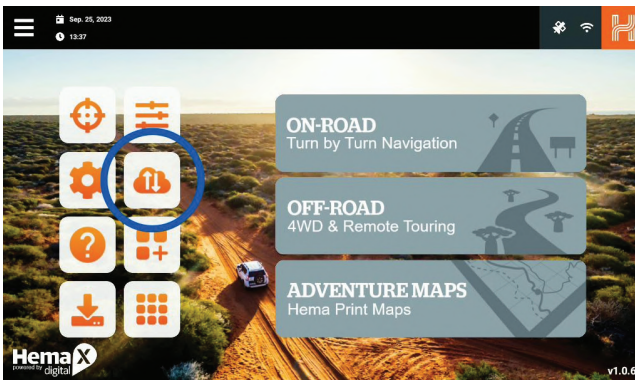 Sep. 25, 2023
13:37
ON-ROAD
Turn by Turn Navigation
OFF-ROAD
4WD & Remote Touring
ADVENTURE MAPS
Hema Print Maps
Hema X
powered by digital
v1.0.6